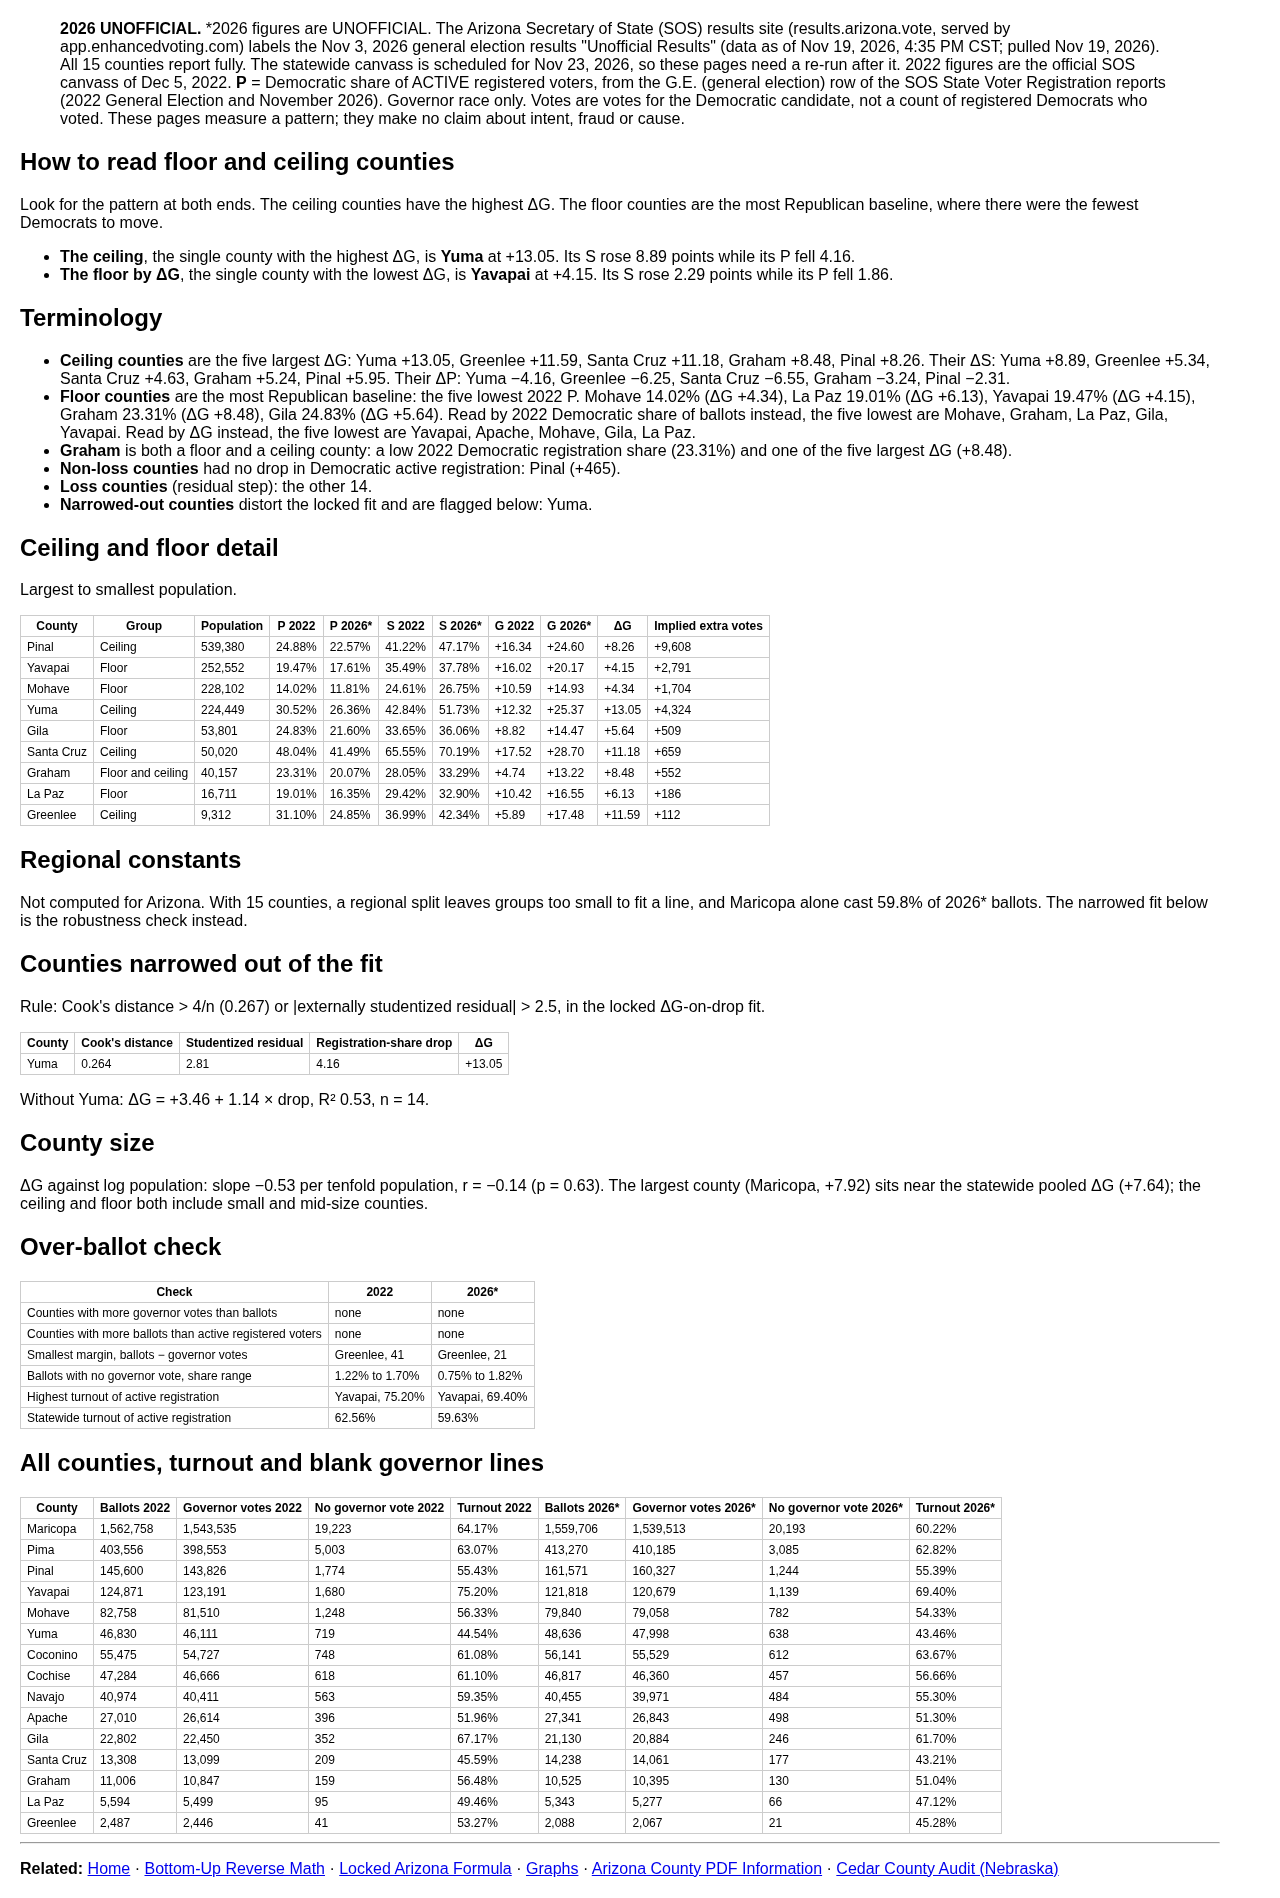 2026 UNOFFICIAL. *2026 figures are UNOFFICIAL. The Arizona Secretary of State (SOS) results site (results.arizona.vote, served by
app.enhancedvoting.com) labels the Nov 3, 2026 general election results "Unofficial Results" (data as of Nov 19, 2026, 4:35 PM CST; pulled Nov 19, 2026).
All 15 counties report fully. The statewide canvass is scheduled for Nov 23, 2026, so these pages need a re-run after it. 2022 figures are the official SOS
canvass of Dec 5, 2022. P = Democratic share of ACTIVE registered voters, from the G.E. (general election) row of the SOS State Voter Registration reports
(2022 General Election and November 2026). Governor race only. Votes are votes for the Democratic candidate, not a count of registered Democrats who
voted. These pages measure a pattern; they make no claim about intent, fraud or cause.
How to read floor and ceiling counties
Look for the pattern at both ends. The ceiling counties have the highest ΔG. The floor counties are the most Republican baseline, where there were the fewest
Democrats to move.
• The ceiling, the single county with the highest ΔG, is Yuma at +13.05. Its S rose 8.89 points while its P fell 4.16.
• The floor by ΔG, the single county with the lowest ΔG, is Yavapai at +4.15. Its S rose 2.29 points while its P fell 1.86.
Terminology
• Ceiling counties are the five largest ΔG: Yuma +13.05, Greenlee +11.59, Santa Cruz +11.18, Graham +8.48, Pinal +8.26. Their ΔS: Yuma +8.89, Greenlee +5.34,
Santa Cruz +4.63, Graham +5.24, Pinal +5.95. Their ΔP: Yuma −4.16, Greenlee −6.25, Santa Cruz −6.55, Graham −3.24, Pinal −2.31.
• Floor counties are the most Republican baseline: the five lowest 2022 P. Mohave 14.02% (ΔG +4.34), La Paz 19.01% (ΔG +6.13), Yavapai 19.47% (ΔG +4.15),
Graham 23.31% (ΔG +8.48), Gila 24.83% (ΔG +5.64). Read by 2022 Democratic share of ballots instead, the five lowest are Mohave, Graham, La Paz, Gila,
Yavapai. Read by ΔG instead, the five lowest are Yavapai, Apache, Mohave, Gila, La Paz.
• Graham is both a floor and a ceiling county: a low 2022 Democratic registration share (23.31%) and one of the five largest ΔG (+8.48).
• Non-loss counties had no drop in Democratic active registration: Pinal (+465).
• Loss counties (residual step): the other 14.
• Narrowed-out counties distort the locked fit and are flagged below: Yuma.
Ceiling and floor detail
Largest to smallest population.
County Group Population P 2022 P 2026* S 2022 S 2026* G 2022 G 2026* ΔG Implied extra votes
Pinal Ceiling 539,380 24.88% 22.57% 41.22% 47.17% +16.34 +24.60 +8.26 +9,608
Yavapai Floor 252,552 19.47% 17.61% 35.49% 37.78% +16.02 +20.17 +4.15 +2,791
Mohave Floor 228,102 14.02% 11.81% 24.61% 26.75% +10.59 +14.93 +4.34 +1,704
Yuma Ceiling 224,449 30.52% 26.36% 42.84% 51.73% +12.32 +25.37 +13.05 +4,324
Gila Floor 53,801 24.83% 21.60% 33.65% 36.06% +8.82 +14.47 +5.64 +509
Santa Cruz Ceiling 50,020 48.04% 41.49% 65.55% 70.19% +17.52 +28.70 +11.18 +659
Graham Floor and ceiling 40,157 23.31% 20.07% 28.05% 33.29% +4.74 +13.22 +8.48 +552
La Paz Floor 16,711 19.01% 16.35% 29.42% 32.90% +10.42 +16.55 +6.13 +186
Greenlee Ceiling 9,312 31.10% 24.85% 36.99% 42.34% +5.89 +17.48 +11.59 +112
Regional constants
Not computed for Arizona. With 15 counties, a regional split leaves groups too small to fit a line, and Maricopa alone cast 59.8% of 2026* ballots. The narrowed fit below
is the robustness check instead.
Counties narrowed out of the fit
Rule: Cook's distance > 4/n (0.267) or |externally studentized residual| > 2.5, in the locked ΔG-on-drop fit.
County Cook's distance Studentized residual Registration-share drop ΔG
Yuma 0.264 2.81 4.16 +13.05
Without Yuma: ΔG = +3.46 + 1.14 × drop, R² 0.53, n = 14.
County size
ΔG against log population: slope −0.53 per tenfold population, r = −0.14 (p = 0.63). The largest county (Maricopa, +7.92) sits near the statewide pooled ΔG (+7.64); the
ceiling and floor both include small and mid-size counties.
Over-ballot check
Check 2022 2026*
Counties with more governor votes than ballots none none
Counties with more ballots than active registered voters none none
Smallest margin, ballots − governor votes Greenlee, 41 Greenlee, 21
Ballots with no governor vote, share range 1.22% to 1.70% 0.75% to 1.82%
Highest turnout of active registration Yavapai, 75.20% Yavapai, 69.40%
Statewide turnout of active registration 62.56% 59.63%
All counties, turnout and blank governor lines
County Ballots 2022 Governor votes 2022 No governor vote 2022 Turnout 2022 Ballots 2026* Governor votes 2026* No governor vote 2026* Turnout 2026*
Maricopa 1,562,758 1,543,535 19,223 64.17% 1,559,706 1,539,513 20,193 60.22%
Pima 403,556 398,553 5,003 63.07% 413,270 410,185 3,085 62.82%
Pinal 145,600 143,826 1,774 55.43% 161,571 160,327 1,244 55.39%
Yavapai 124,871 123,191 1,680 75.20% 121,818 120,679 1,139 69.40%
Mohave 82,758 81,510 1,248 56.33% 79,840 79,058 782 54.33%
Yuma 46,830 46,111 719 44.54% 48,636 47,998 638 43.46%
Coconino 55,475 54,727 748 61.08% 56,141 55,529 612 63.67%
Cochise 47,284 46,666 618 61.10% 46,817 46,360 457 56.66%
Navajo 40,974 40,411 563 59.35% 40,455 39,971 484 55.30%
Apache 27,010 26,614 396 51.96% 27,341 26,843 498 51.30%
Gila 22,802 22,450 352 67.17% 21,130 20,884 246 61.70%
Santa Cruz 13,308 13,099 209 45.59% 14,238 14,061 177 43.21%
Graham 11,006 10,847 159 56.48% 10,525 10,395 130 51.04%
La Paz 5,594 5,499 95 49.46% 5,343 5,277 66 47.12%
Greenlee 2,487 2,446 41 53.27% 2,088 2,067 21 45.28%
Related: Home · Bottom-Up Reverse Math · Locked Arizona Formula · Graphs · Arizona County PDF Information · Cedar County Audit (Nebraska)